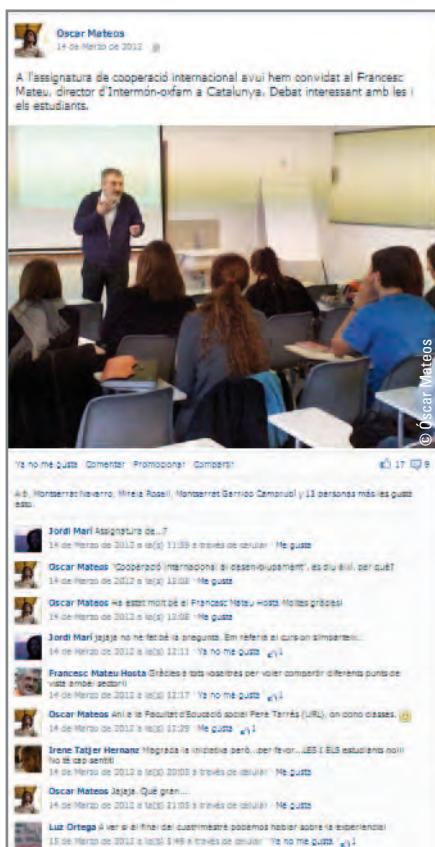 Oscar Mateos
14 de Marzo de 2012
A l'assignatura de cooperació internacional avui hem convidat al Francesc
Mateu, director d'Intermón-oxfam a Catalunya. Debat interessant amb les i
els estudiants.
© Óscar Mateos
Ya no me gusta Comentar Promocionar Compartir 17 9
A ti, Montserrat Navarro, Mireia Rosell, Montserrat Garrido Camprubí y 13 personas más les gusta
esto.
Jordi Marí Assignatura de...?
14 de Marzo de 2012 a la(s) 11:59 a través de celular · Me gusta
Oscar Mateos "Cooperació internacional al desenvolupament", es diu així, per què?
14 de Marzo de 2012 a la(s) 12:08 · Me gusta
Oscar Mateos Ha estat molt bé el Francesc Mateu Hosta Moltes gràcies!
14 de Marzo de 2012 a la(s) 12:08 · Me gusta
Jordi Marí jajaja no he fet bé la pregunta. Em referia al curs on s'imparteix...
14 de Marzo de 2012 a la(s) 12:11 · Ya no me gusta 1
Francesc Mateu Hosta Gràcies a tots vosaltres per voler compartir diferents punts de
vista amb el sector!!
14 de Marzo de 2012 a la(s) 12:17 · Ya no me gusta 1
Oscar Mateos Ah! a la Facultat d'Educació social Pere Tarrés (URL), on dono classes.
14 de Marzo de 2012 a la(s) 12:29 · Me gusta 1
Irene Tatjer Hernanz M'agrada la iniciativa però...per favor...LES I ELS estudiants no!!!
No té cap sentit!
14 de Marzo de 2012 a la(s) 20:03 a través de celular · Me gusta
Oscar Mateos Jajaja. Què gran...
14 de Marzo de 2012 a la(s) 21:05 a través de celular · Me gusta
Luz Ortega A ver si al final del cuatrimestre podemos hablar sobre la experiencia!
15 de Marzo de 2012 a la(s) 8:49 a través de celular · Ya no me gusta 1